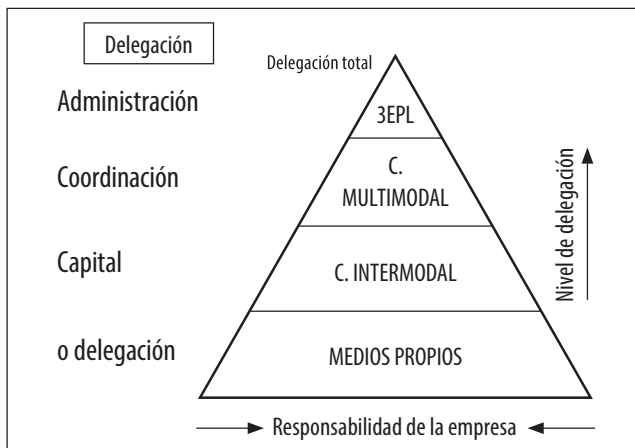 Delegación
Delegación total
Administración
3EPL
Coordinación
C.
MULTIMODAL
Nivel de delegación
Capital
C. INTERMODAL
o delegación
MEDIOS PROPIOS
Responsabilidad de la empresa